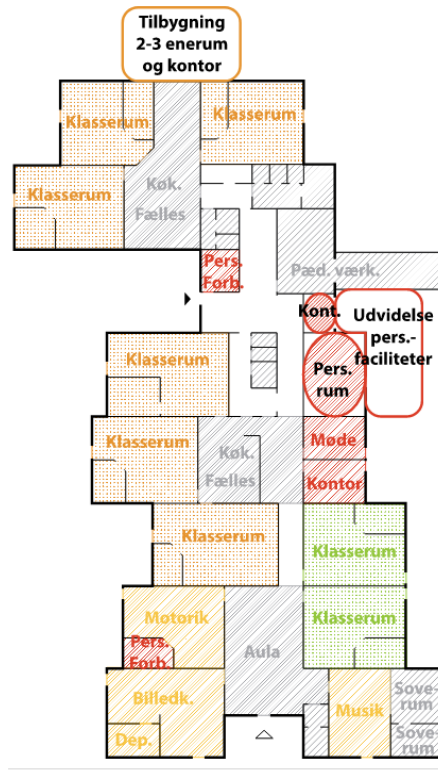 Tilbygning
2-3 enerum
og kontor
Klasserum
Klasserum
Klasserum
Køk.
Fælles
Pers.
Forb.
Pæd. værk.
Kont.
Udvidelse
pers.-
faciliteter
Pers.
rum
Klasserum
Klasserum
Køk.
Fælles
Møde
Kontor
Klasserum
Klasserum
Klasserum
Motorik
Pers.
Forb.
Aula
Billedk.
Dep.
Musik
Sove-
rum
Sove-
rum